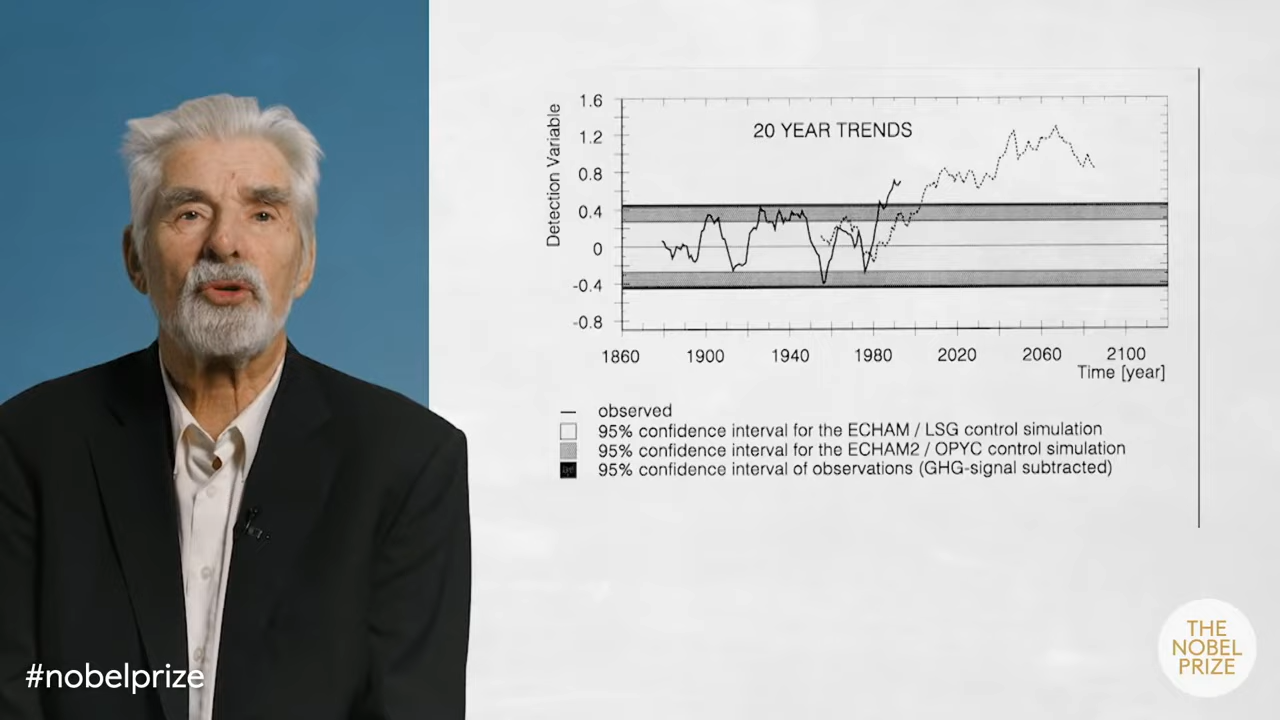 1.6
1.2
0.8
0.4
0
-0.4
-0.8
Detection Variable
20 YEAR TRENDS
1860 1900 1940 1980 2020 2060 2100
Time [year]
observed
95% confidence interval for the ECHAM / LSG control simulation
95% confidence interval for the ECHAM2 / OPYC control simulation
95% confidence interval of observations (GHG-signal subtracted)
#nobelprize
THE
NOBEL
PRIZE